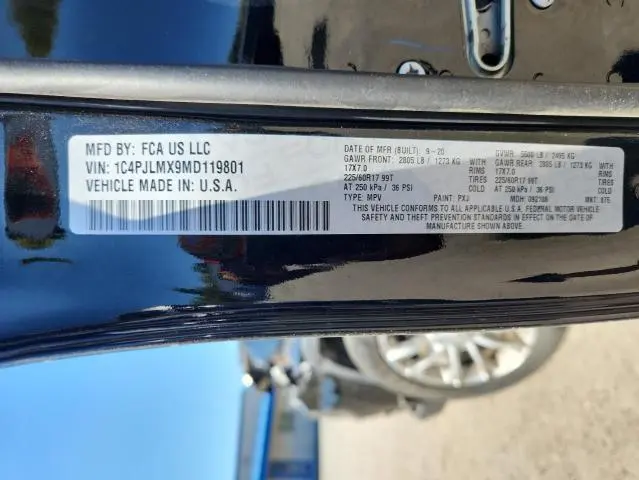 MFD BY: FCA US LLC
VIN: 1C4PJLMX9MD119801
VEHICLE MADE IN: U.S.A.
DATE OF MFR (BUILT): 9-20 GVWR: 5500 LB / 2495 KG
GAWR FRONT: 2805 LB / 1273 KG GAWR REAR: 2805 LB / 1273 KG
17X7.0 RIMS 17X7.0 RIMS
225/60R17 99T TIRES 225/60R17 99T TIRES
AT 250 kPa / 36 PSI COLD AT 250 kPa / 36 PSI COLD
TYPE: MPV PAINT: PXJ MDH: 092108 MKT: 875
THIS VEHICLE CONFORMS TO ALL APPLICABLE U.S.A. FEDERAL MOTOR VEHICLE
SAFETY AND THEFT PREVENTION STANDARDS IN EFFECT ON THE DATE OF
MANUFACTURE SHOWN ABOVE.